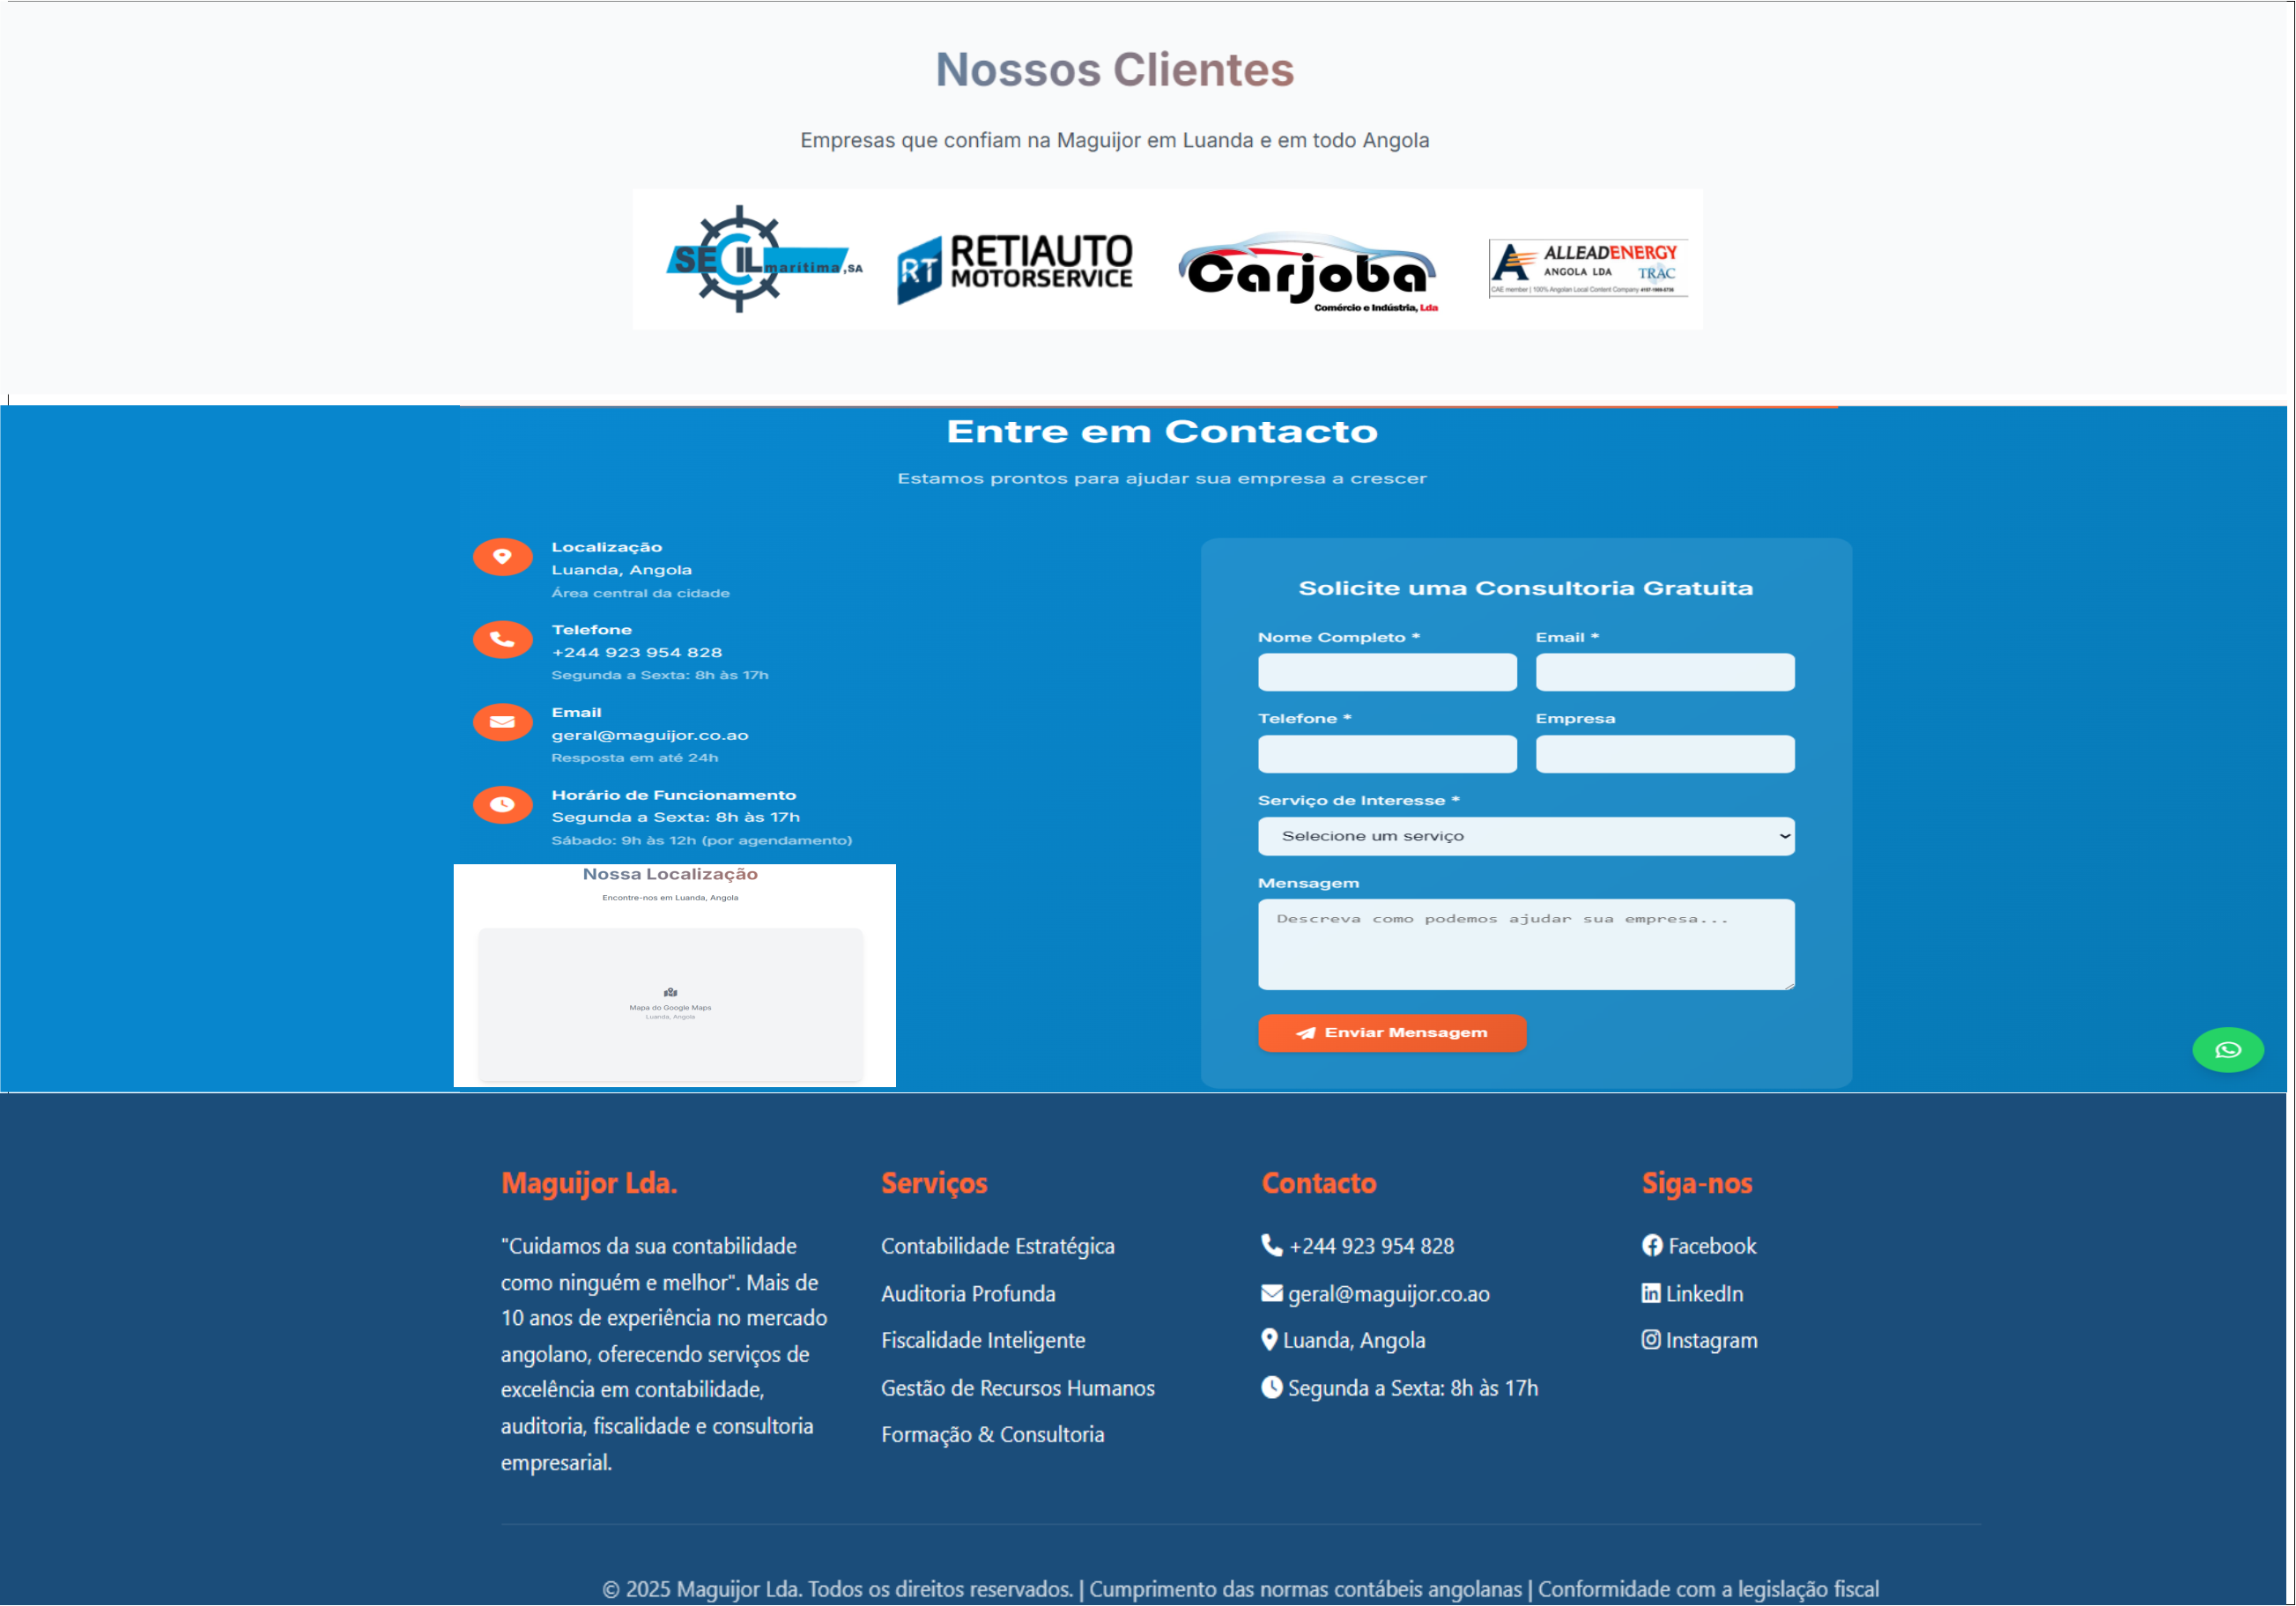 Nossos Clientes
Empresas que confiam na Maguijor em Luanda e em todo Angola
SECIL marítima,SA
RT RETIAUTO
MOTORSERVICE
Carjoba
Comércio e Indústria, Lda
ALLEADENERGY
ANGOLA LDA TRAC
CAE member | 100% Angolan Local Content Company
Entre em Contacto
Estamos prontos para ajudar sua empresa a crescer
Localização
Luanda, Angola
Área central da cidade
Telefone
+244 923 954 828
Segunda a Sexta: 8h às 17h
Email
geral@maguijor.co.ao
Resposta em até 24h
Horário de Funcionamento
Segunda a Sexta: 8h às 17h
Sábado: 9h às 12h (por agendamento)
Nossa Localização
Encontre-nos em Luanda, Angola
Mapa do Google Maps
Luanda, Angola
Solicite uma Consultoria Gratuita
Nome Completo * Email *
Telefone * Empresa
Serviço de Interesse *
Selecione um serviço
Mensagem
Descreva como podemos ajudar sua empresa...
Enviar Mensagem
Maguijor Lda.
"Cuidamos da sua contabilidade
como ninguém e melhor". Mais de
10 anos de experiência no mercado
angolano, oferecendo serviços de
excelência em contabilidade,
auditoria, fiscalidade e consultoria
empresarial.
Serviços
Contabilidade Estratégica
Auditoria Profunda
Fiscalidade Inteligente
Gestão de Recursos Humanos
Formação & Consultoria
Contacto
+244 923 954 828
geral@maguijor.co.ao
Luanda, Angola
Segunda a Sexta: 8h às 17h
Siga-nos
Facebook
LinkedIn
Instagram
© 2025 Maguijor Lda. Todos os direitos reservados. | Cumprimento das normas contábeis angolanas | Conformidade com a legislação fiscal